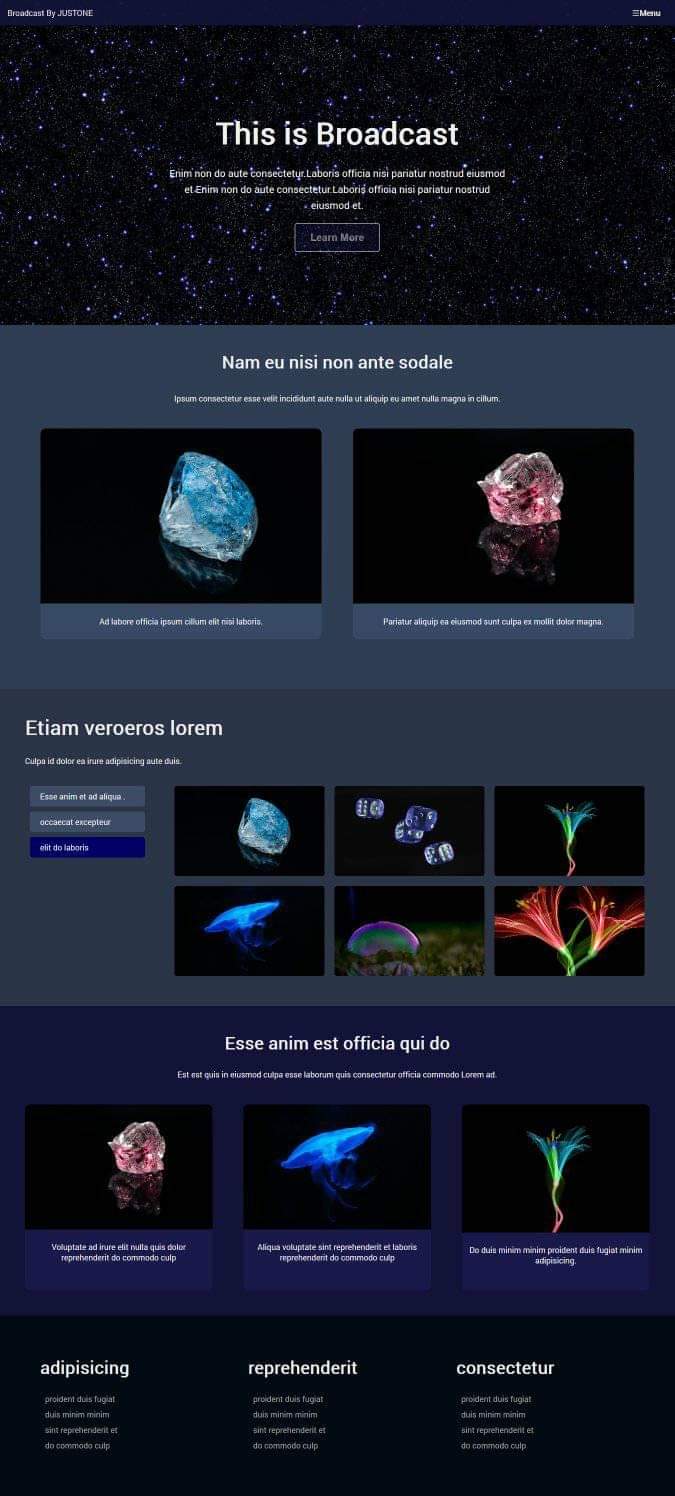 Broadcast By JUSTONE
☰Menu
This is Broadcast
Enim non do aute consectetur.Laboris officia nisi pariatur nostrud eiusmod
et.Enim non do aute consectetur.Laboris officia nisi pariatur nostrud
eiusmod et.
Learn More
Nam eu nisi non ante sodale
Ipsum consectetur esse velit incididunt aute nulla ut aliquip eu amet nulla magna in cillum.
Ad labore officia ipsum cillum elit nisi laboris.
Pariatur aliquip ea eiusmod sunt culpa ex mollit dolor magna.
Etiam veroeros lorem
Culpa id dolor ea irure adipisicing aute duis.
Esse anim et ad aliqua .
occaecat excepteur
elit do laboris
Esse anim est officia qui do
Est est quis in eiusmod culpa esse laborum quis consectetur officia commodo Lorem ad.
Voluptate ad irure elit nulla quis dolor
reprehenderit do commodo culp
Aliqua voluptate sint reprehenderit et laboris
reprehenderit do commodo culp
Do duis minim minim proident duis fugiat minim
adipisicing.
adipisicing
proident duis fugiat
duis minim minim
sint reprehenderit et
do commodo culp
reprehenderit
proident duis fugiat
duis minim minim
sint reprehenderit et
do commodo culp
consectetur
proident duis fugiat
duis minim minim
sint reprehenderit et
do commodo culp